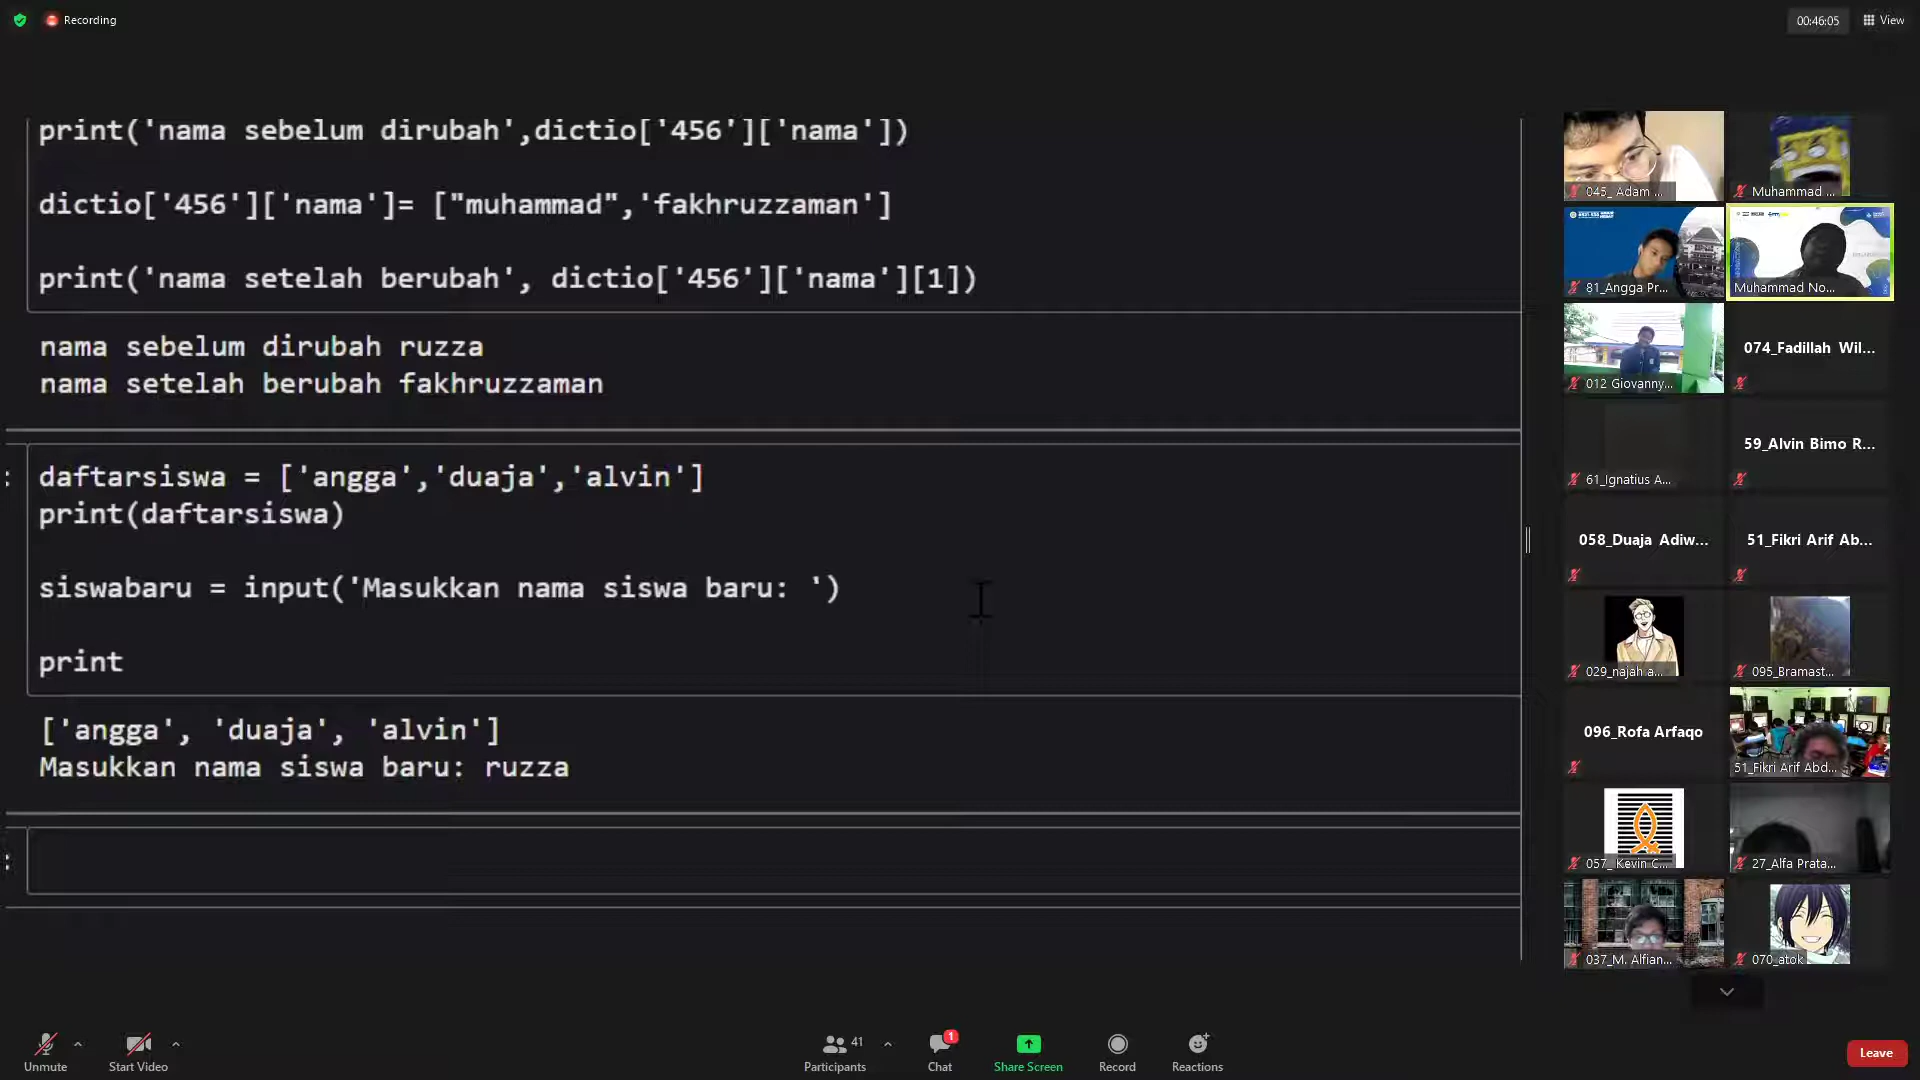 Recording
00:46:05
View
print('nama sebelum dirubah',dictio['456']['nama'])
dictio['456']['nama']= ["muhammad",'fakhruzzaman']
print('nama setelah berubah', dictio['456']['nama'][1])
nama sebelum dirubah ruzza
nama setelah berubah fakhruzzaman
daftarsiswa = ['angga','duaja','alvin']
print(daftarsiswa)
siswabaru = input('Masukkan nama siswa baru: ')
print
['angga', 'duaja', 'alvin']
Masukkan nama siswa baru: ruzza
045_ Adam ...
Muhammad ...
81_Angga Pr...
Muhammad No...
012 Giovanny...
074_Fadillah Wil...
61_Ignatius A...
59_Alvin Bimo R...
058_Duaja Adiw...
51_Fikri Arif Ab...
029_najah a...
095_Bramast...
096_Rofa Arfaqo
51_Fikri Arif Abd...
057_ Kevin C...
27_Alfa Prata...
037_M. Alfian...
070_atok
Unmute
Start Video
Participants
41
Chat
1
Share Screen
Record
Reactions
Leave